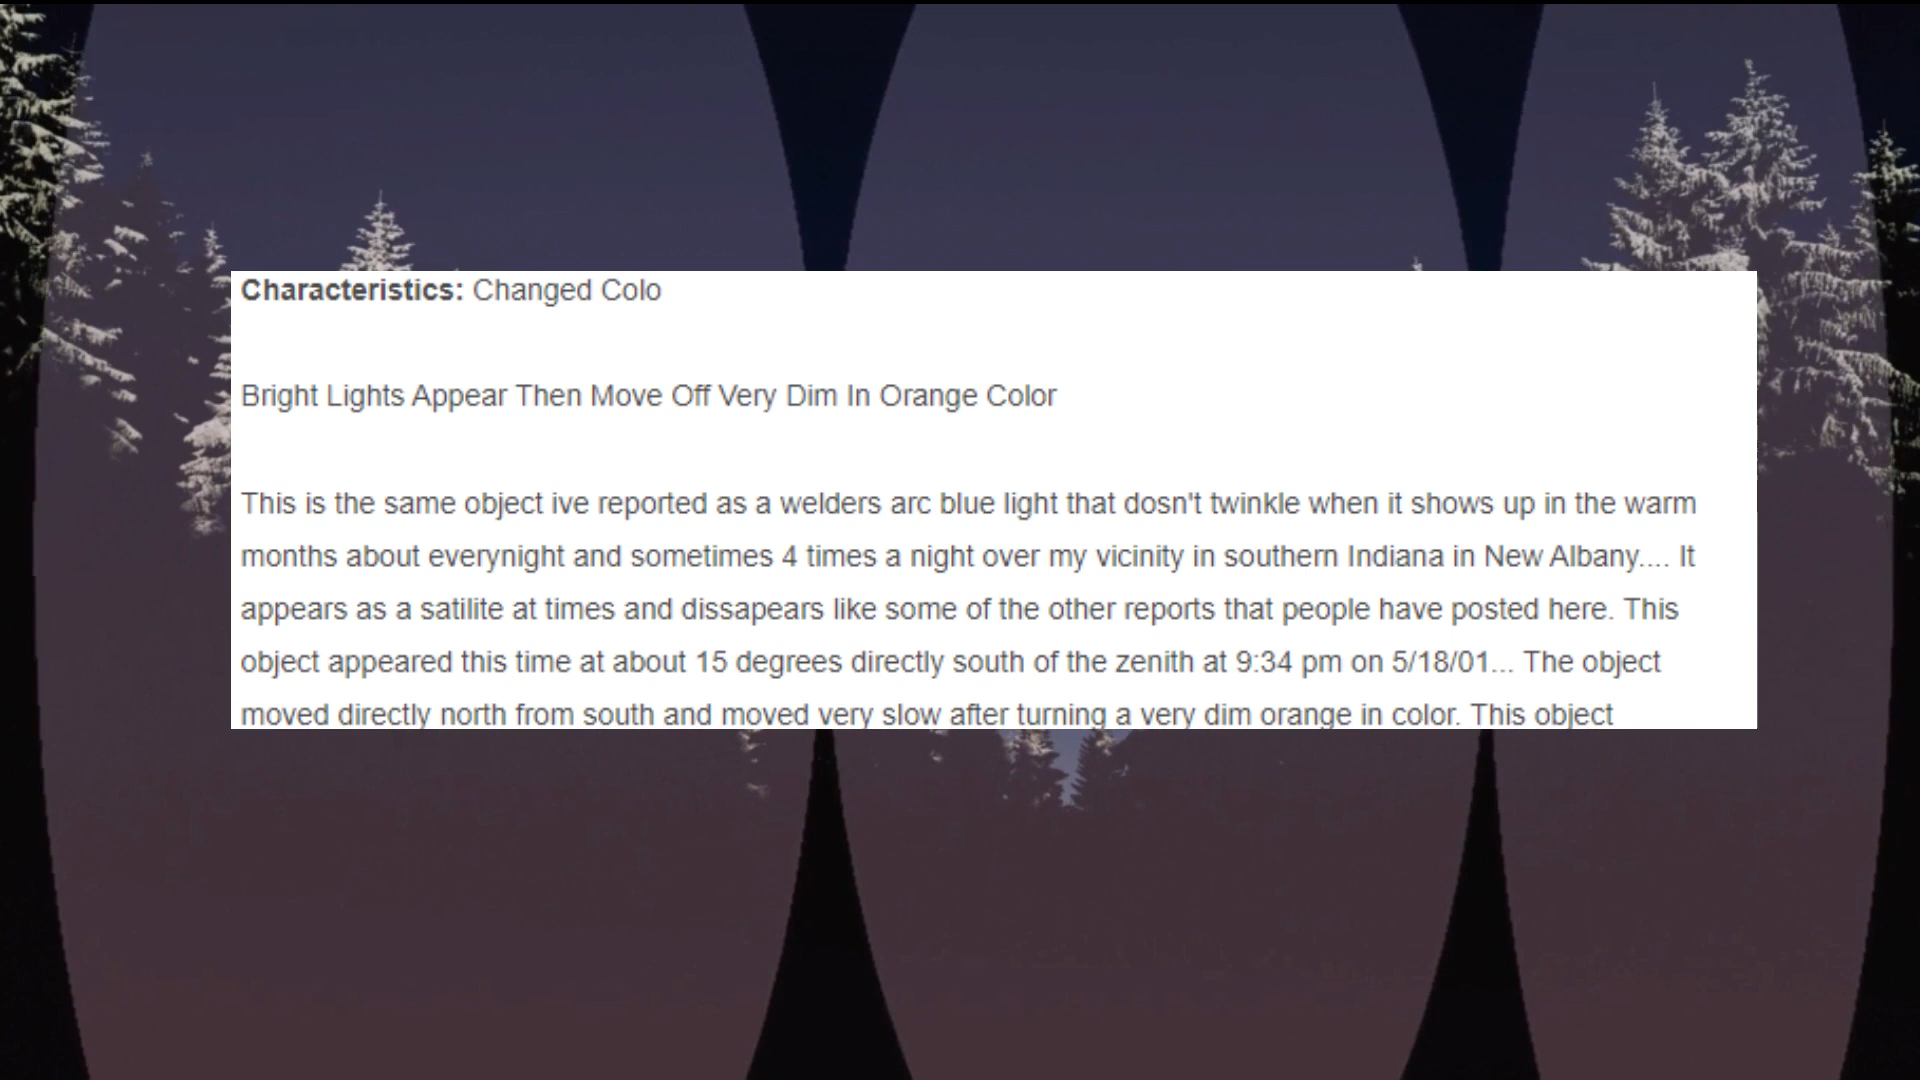 Characteristics: Changed Colo
Bright Lights Appear Then Move Off Very Dim In Orange Color
This is the same object ive reported as a welders arc blue light that dosn't twinkle when it shows up in the warm
months about everynight and sometimes 4 times a night over my vicinity in southern Indiana in New Albany.... It
appears as a satilite at times and dissapears like some of the other reports that people have posted here. This
object appeared this time at about 15 degrees directly south of the zenith at 9:34 pm on 5/18/01... The object
moved directly north from south and moved very slow after turning a very dim orange in color. This object